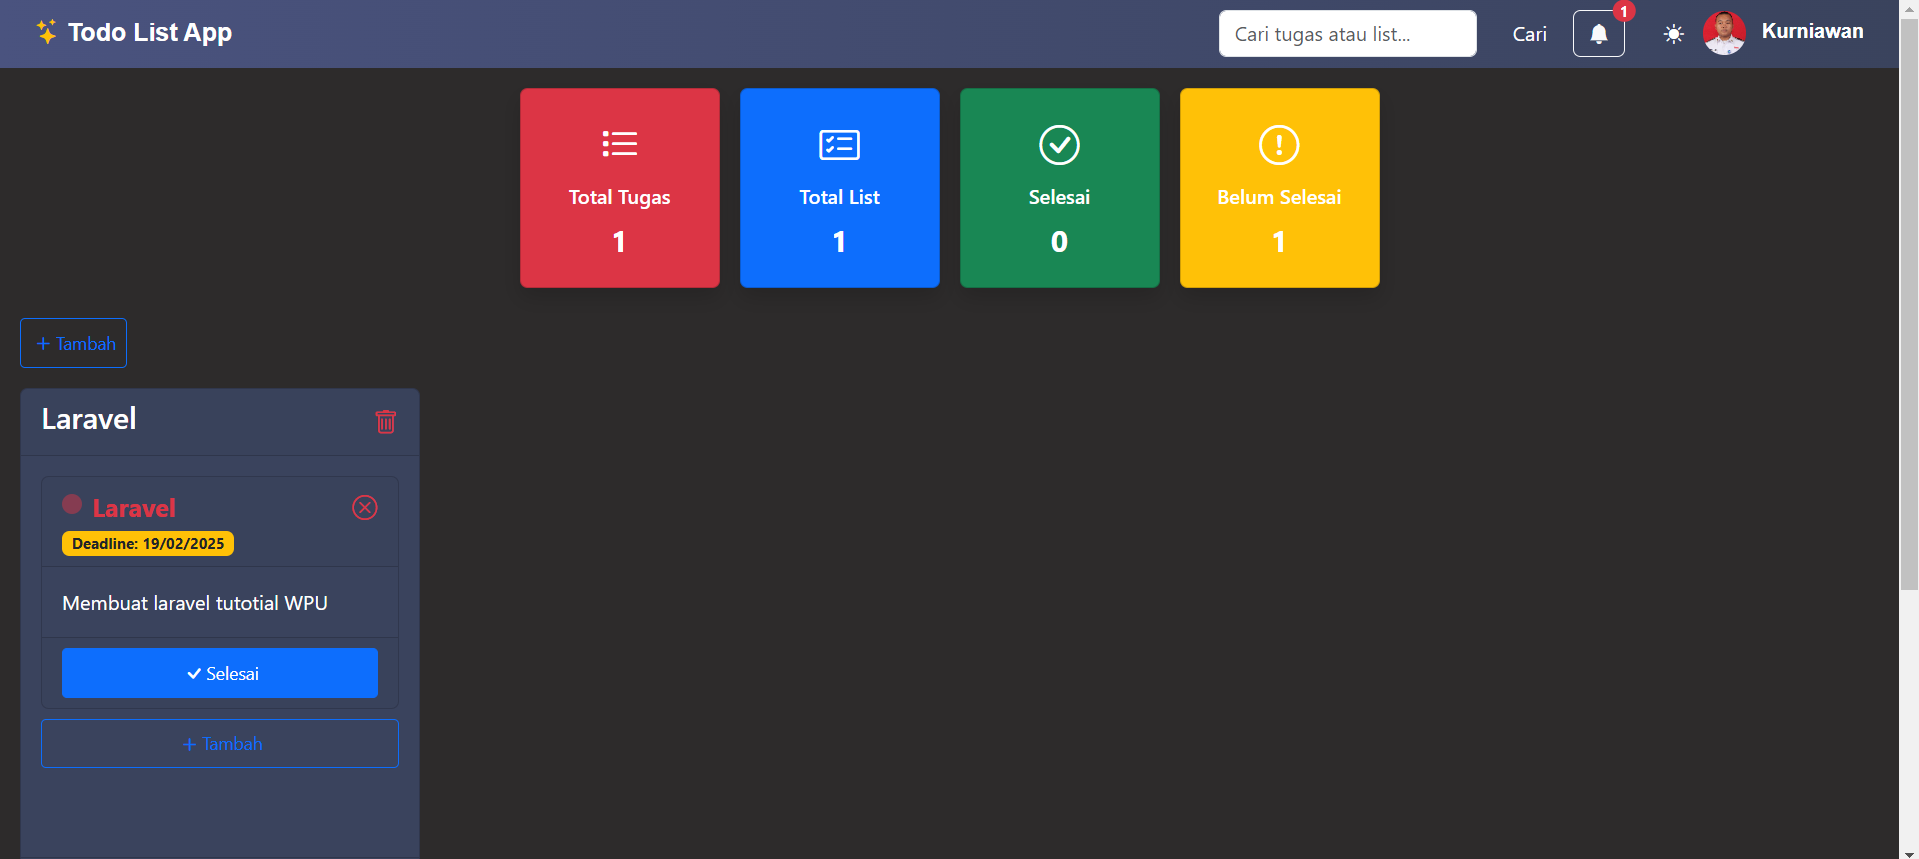 Todo List App
Cari tugas atau list...
Cari
1
Kurniawan
Total Tugas
1
Total List
1
Selesai
0
Belum Selesai
1
+ Tambah
Laravel
Laravel
Deadline: 19/02/2025
Membuat laravel tutotial WPU
Selesai
+ Tambah